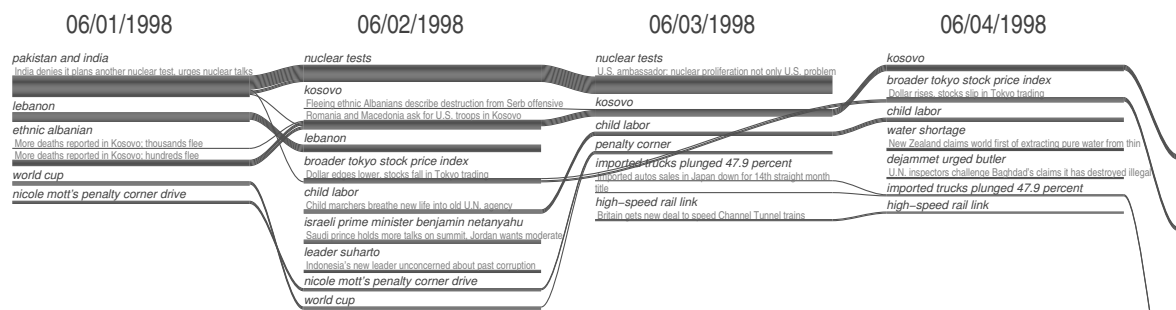 06/01/1998
pakistan and india
India denies it plans another nuclear test, urges nuclear talks
lebanon
ethnic albanian
More deaths reported in Kosovo; thousands flee
More deaths reported in Kosovo; hundreds flee
world cup
nicole mott's penalty corner drive
06/02/1998
nuclear tests
kosovo
Fleeing ethnic Albanians describe destruction from Serb offensive
Romania and Macedonia ask for U.S. troops in Kosovo
lebanon
broader tokyo stock price index
Dollar edges lower, stocks fall in Tokyo trading
child labor
Child marchers breathe new life into old U.N. agency
israeli prime minister benjamin netanyahu
Saudi prince holds more talks on summit, Jordan wants moderate
leader suharto
Indonesia's new leader unconcerned about past corruption
nicole mott's penalty corner drive
world cup
06/03/1998
nuclear tests
U.S. ambassador: nuclear proliferation not only U.S. problem
kosovo
child labor
penalty corner
imported trucks plunged 47.9 percent
Imported autos sales in Japan down for 14th straight month
title
high-speed rail link
Britain gets new deal to speed Channel Tunnel trains
06/04/1998
kosovo
broader tokyo stock price index
Dollar rises, stocks slip in Tokyo trading
child labor
water shortage
New Zealand claims world first of extracting pure water from thin
dejammet urged butler
U.N. inspectors challenge Baghdad's claims it has destroyed illegal
imported trucks plunged 47.9 percent
high-speed rail link